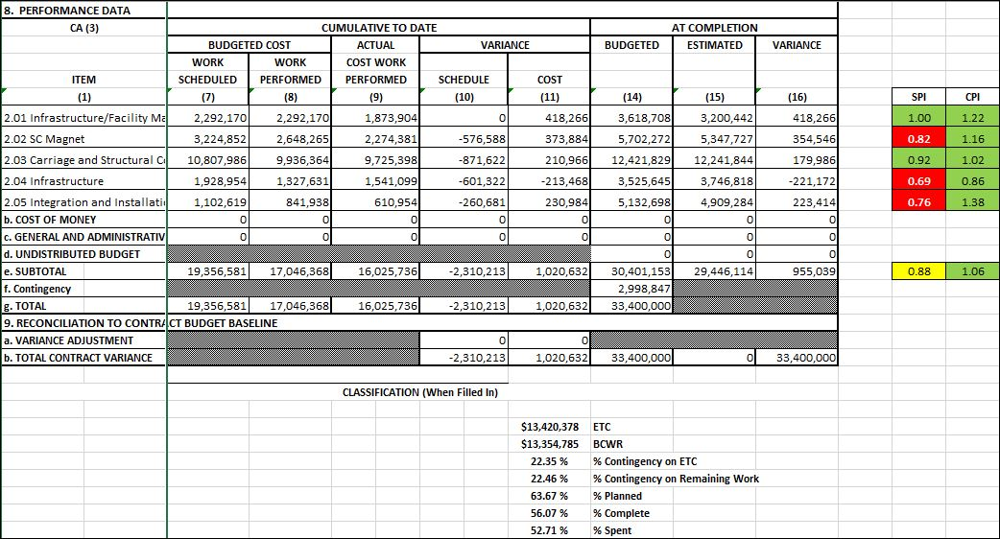 8. PERFORMANCE DATA
CA (3) CUMULATIVE TO DATE AT COMPLETION
BUDGETED COST ACTUAL VARIANCE BUDGETED ESTIMATED VARIANCE
WORK WORK COST WORK
ITEM SCHEDULED PERFORMED PERFORMED SCHEDULE COST
(1) (7) (8) (9) (10) (11) (14) (15) (16) SPI CPI
2.01 Infrastructure/Facility Ma 2,292,170 2,292,170 1,873,904 0 418,266 3,618,708 3,200,442 418,266 1.00 1.22
2.02 SC Magnet 3,224,852 2,648,265 2,274,381 -576,588 373,884 5,702,272 5,347,727 354,546 0.82 1.16
2.03 Carriage and Structural Co 10,807,986 9,936,364 9,725,398 -871,622 210,966 12,421,829 12,241,844 179,986 0.92 1.02
2.04 Infrastructure 1,928,954 1,327,631 1,541,099 -601,322 -213,468 3,525,645 3,746,818 -221,172 0.69 0.86
2.05 Integration and Installati 1,102,619 841,938 610,954 -260,681 230,984 5,132,698 4,909,284 223,414 0.76 1.38
b. COST OF MONEY 0 0 0 0 0 0 0 0
c. GENERAL AND ADMINISTRATIV 0 0 0 0 0 0 0 0
d. UNDISTRIBUTED BUDGET 0 0 0
e. SUBTOTAL 19,356,581 17,046,368 16,025,736 -2,310,213 1,020,632 30,401,153 29,446,114 955,039 0.88 1.06
f. Contingency 2,998,847
g. TOTAL 19,356,581 17,046,368 16,025,736 -2,310,213 1,020,632 33,400,000
9. RECONCILIATION TO CONTRACT BUDGET BASELINE
a. VARIANCE ADJUSTMENT 0 0
b. TOTAL CONTRACT VARIANCE -2,310,213 1,020,632 33,400,000 0 33,400,000
CLASSIFICATION (When Filled In)
$13,420,378 ETC
$13,354,785 BCWR
22.35 % % Contingency on ETC
22.46 % % Contingency on Remaining Work
63.67 % % Planned
56.07 % % Complete
52.71 % % Spent